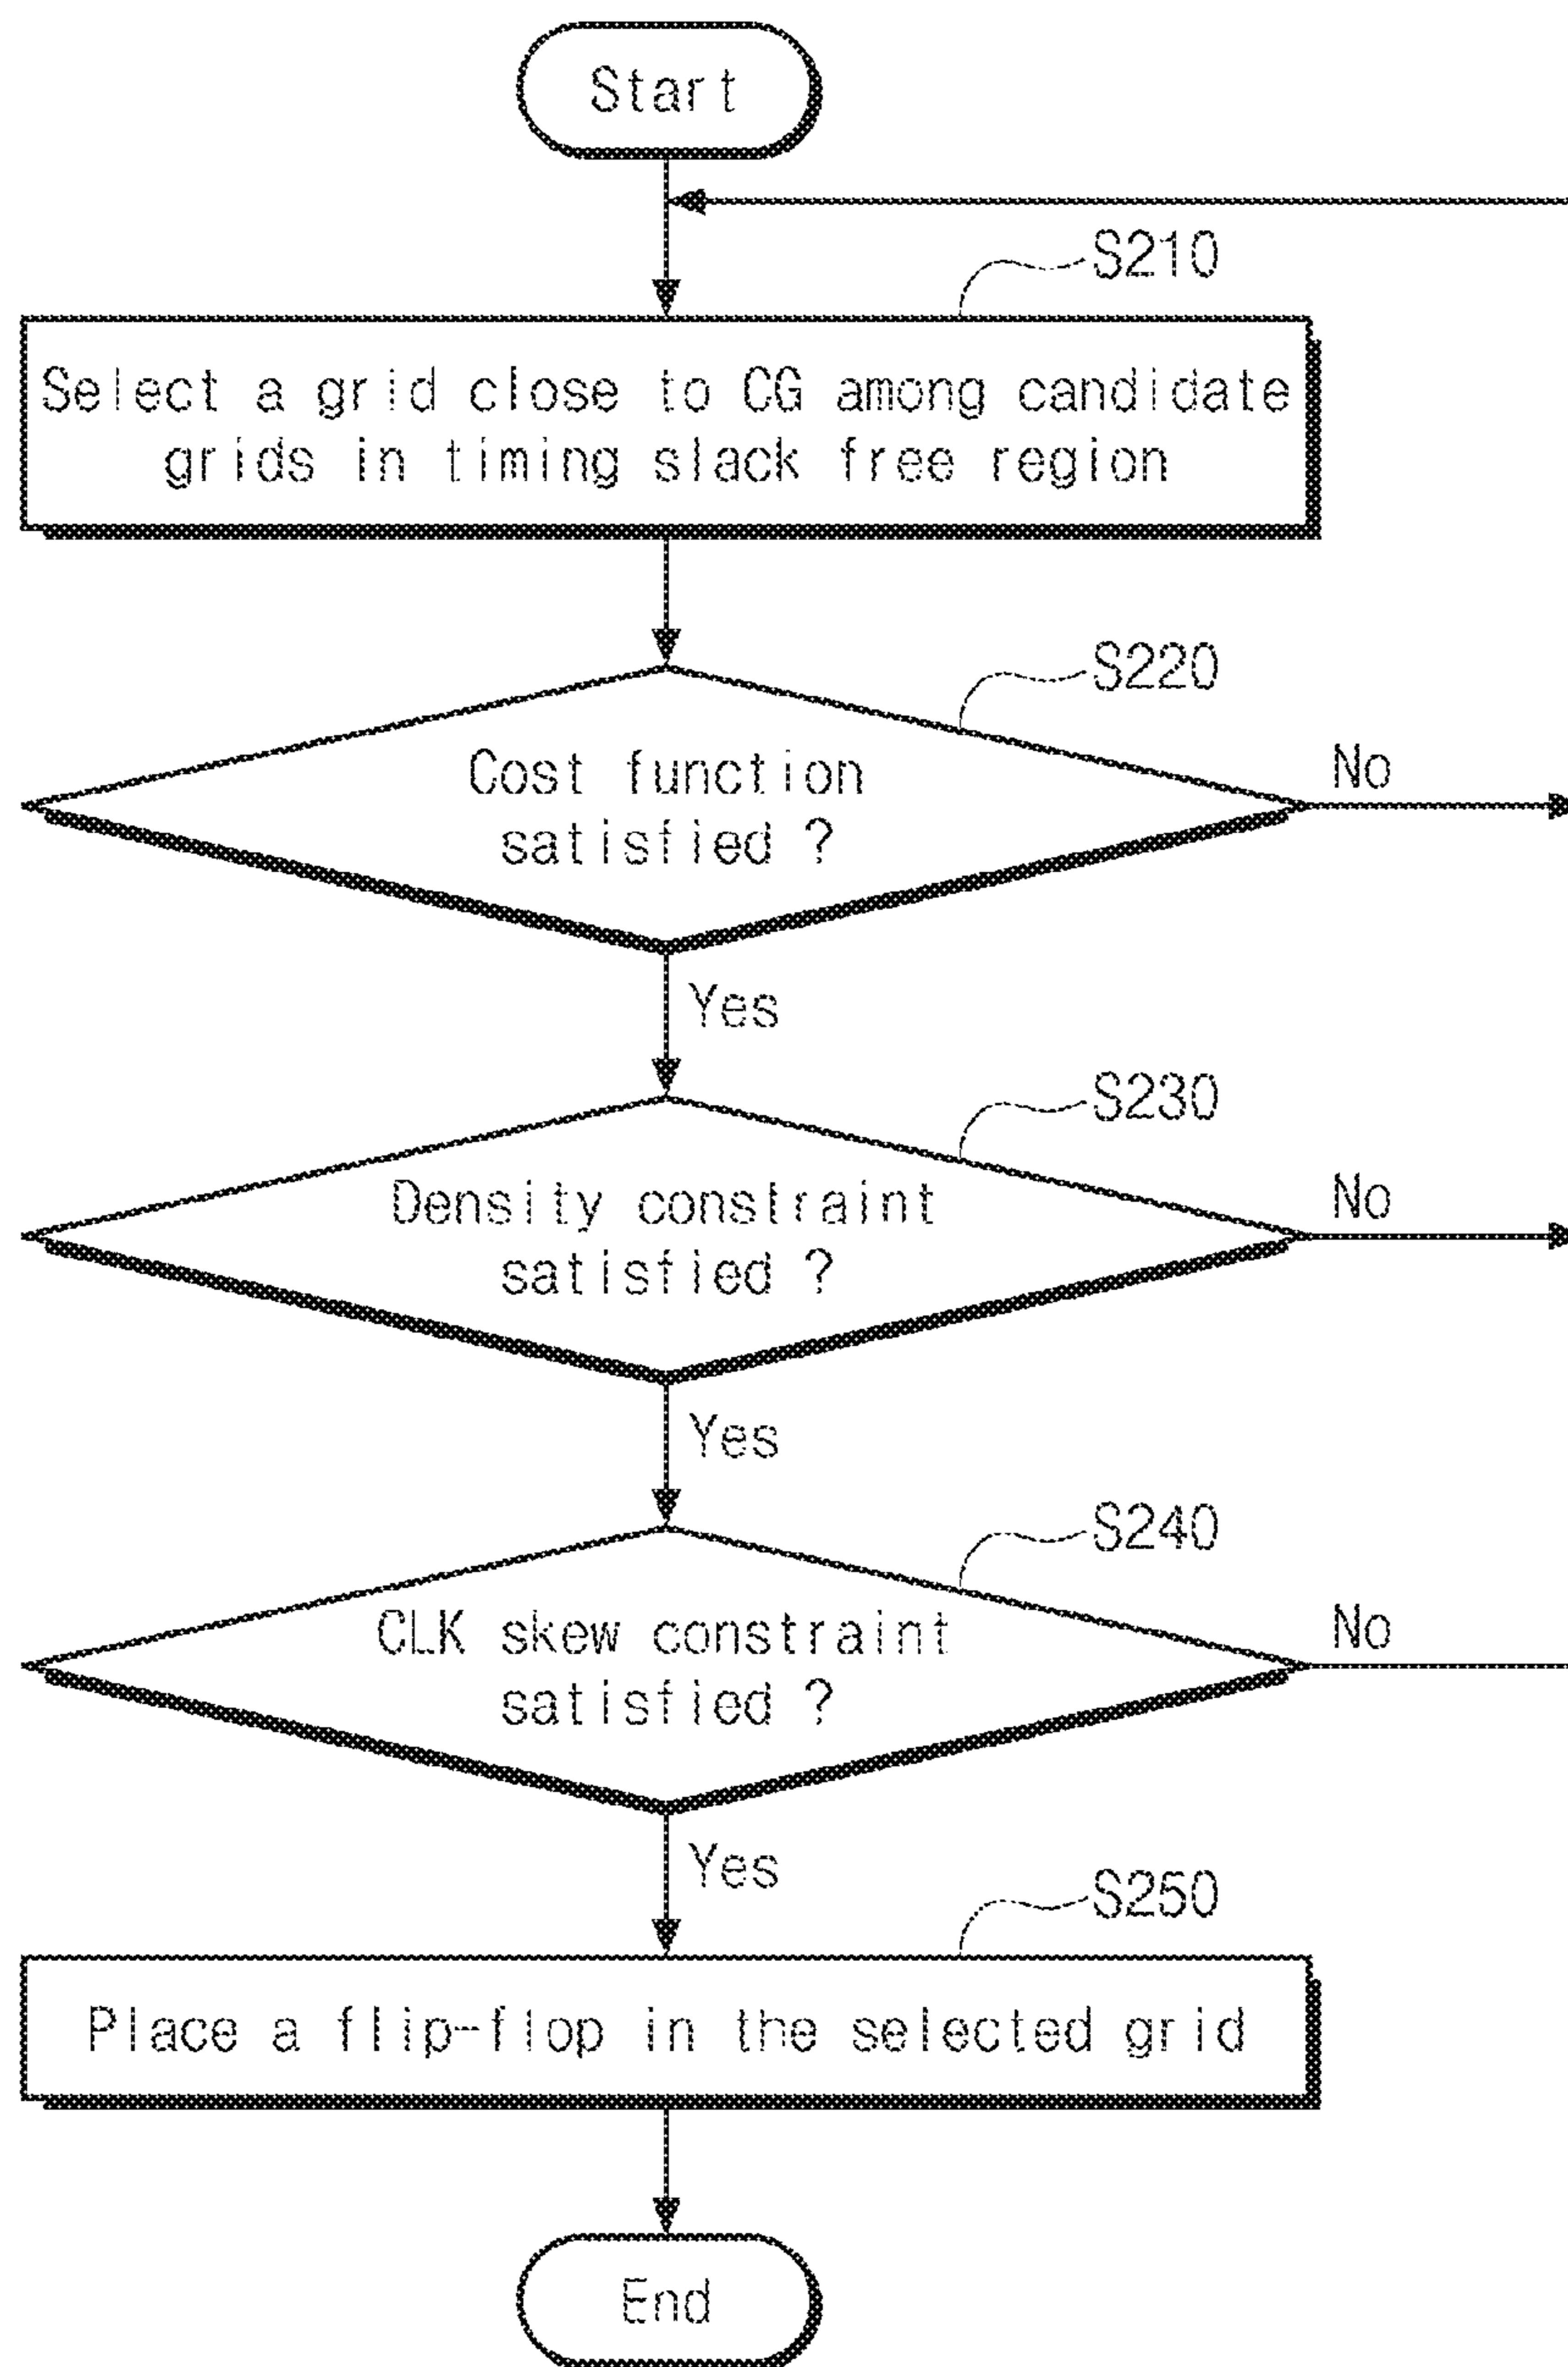 Start
S210
Select a grid close to CG among candidate
grids in timing slack free region
S220
Cost function
satisfied ?
No
Yes
S230
Density constraint
satisfied ?
No
Yes
S240
CLK skew constraint
satisfied ?
No
Yes
S250
Place a flip-flop in the selected grid
End